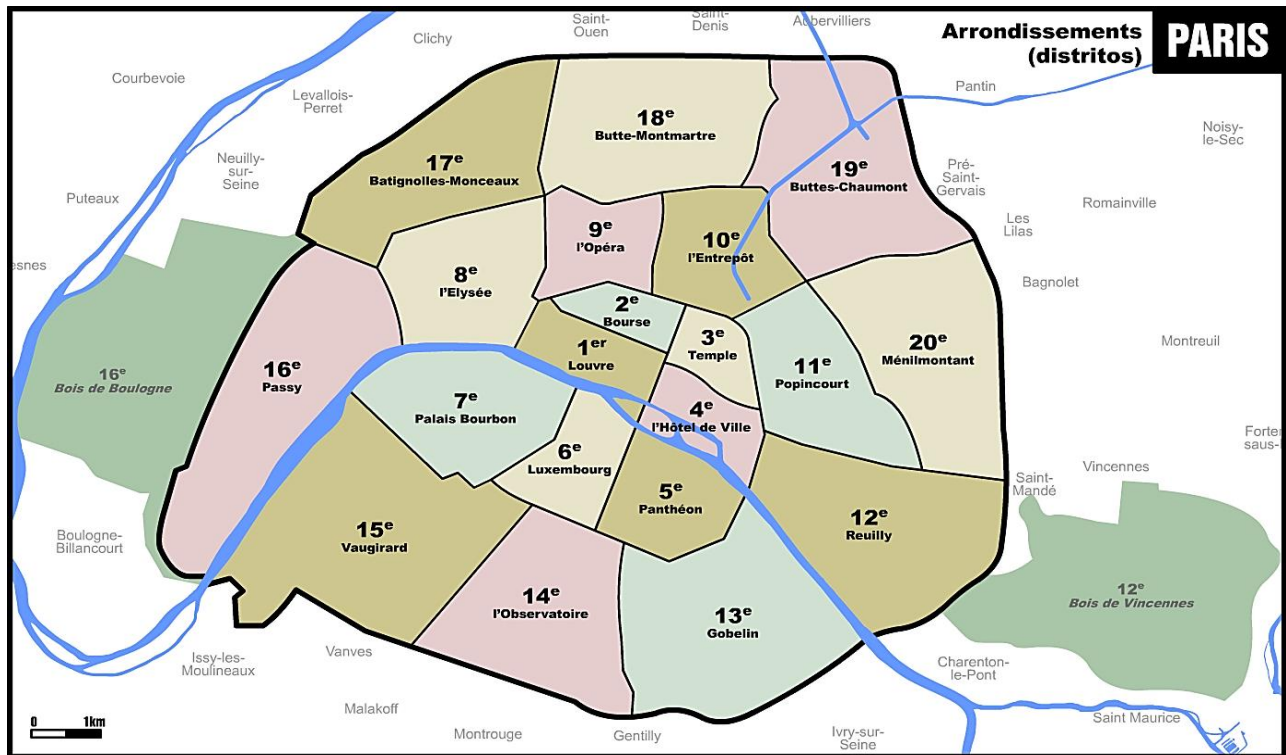 Arrondissements
(distritos)
PARIS
Saint-
Ouen
Saint-
Denis
Aubervilliers
Clichy
Courbevoie
Levallois-
Perret
Pantin
Noisy-
le-Sec
Neuilly-
sur-
Seine
Puteaux
Pré-
Saint-
Gervais
Les
Lilas
Romainville
Bagnolet
Montreuil
esnes
18e
Butte-Montmartre
17e
Batignolles-Monceaux
19e
Buttes-Chaumont
9e
l'Opéra
10e
l'Entrepôt
8e
l'Elysée
2e
Bourse
1er
Louvre
3e
Temple
20e
Ménilmontant
11e
Popincourt
16e
Bois de Boulogne
16e
Passy
7e
Palais Bourbon
4e
l'Hôtel de Ville
6e
Luxembourg
5e
Panthéon
12e
Reuilly
15e
Vaugirard
14e
l'Observatoire
13e
Gobelin
Saint-
Mandé
Vincennes
Forter
sous-
12e
Bois de Vincennes
Boulogne-
Billancourt
Issy-les-
Moulineaux
Vanves
Malakoff
Montrouge
Gentilly
Ivry-sur-
Seine
Charenton-
le-Pont
Saint Maurice
0 1km